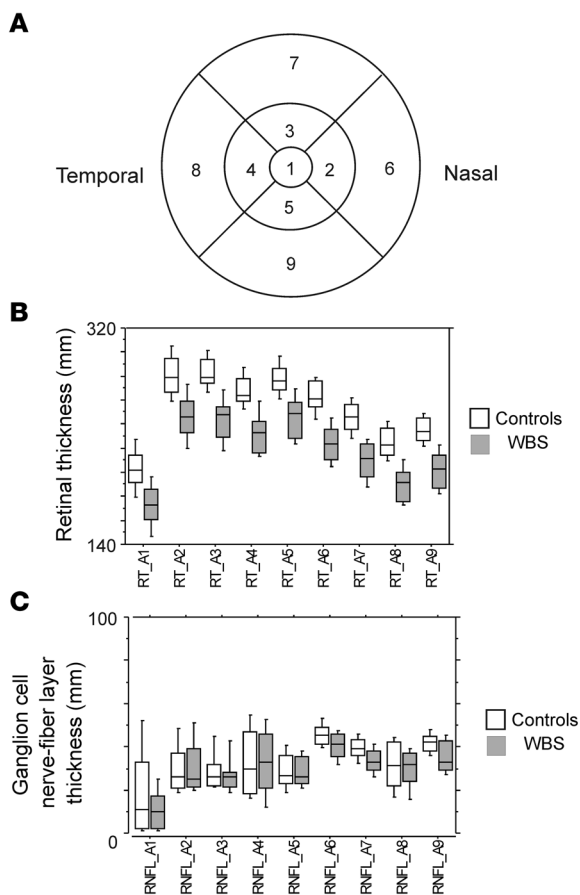 A
7
3
Temporal 8 4 1 2 6 Nasal
5
9
B
320
Retinal thickness (mm)
140
Controls
WBS
RT_A1 RT_A2 RT_A3 RT_A4 RT_A5 RT_A6 RT_A7 RT_A8 RT_A9
C
100
Ganglion cell
nerve-fiber layer
thickness (mm)
0
Controls
WBS
RNFL_A1 RNFL_A2 RNFL_A3 RNFL_A4 RNFL_A5 RNFL_A6 RNFL_A7 RNFL_A8 RNFL_A9